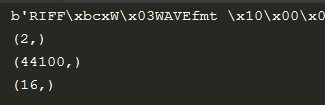 b'RIFF\xbcxW\x03WAVEfmt \x10\x00\x0
(2,)
(44100,)
(16,)